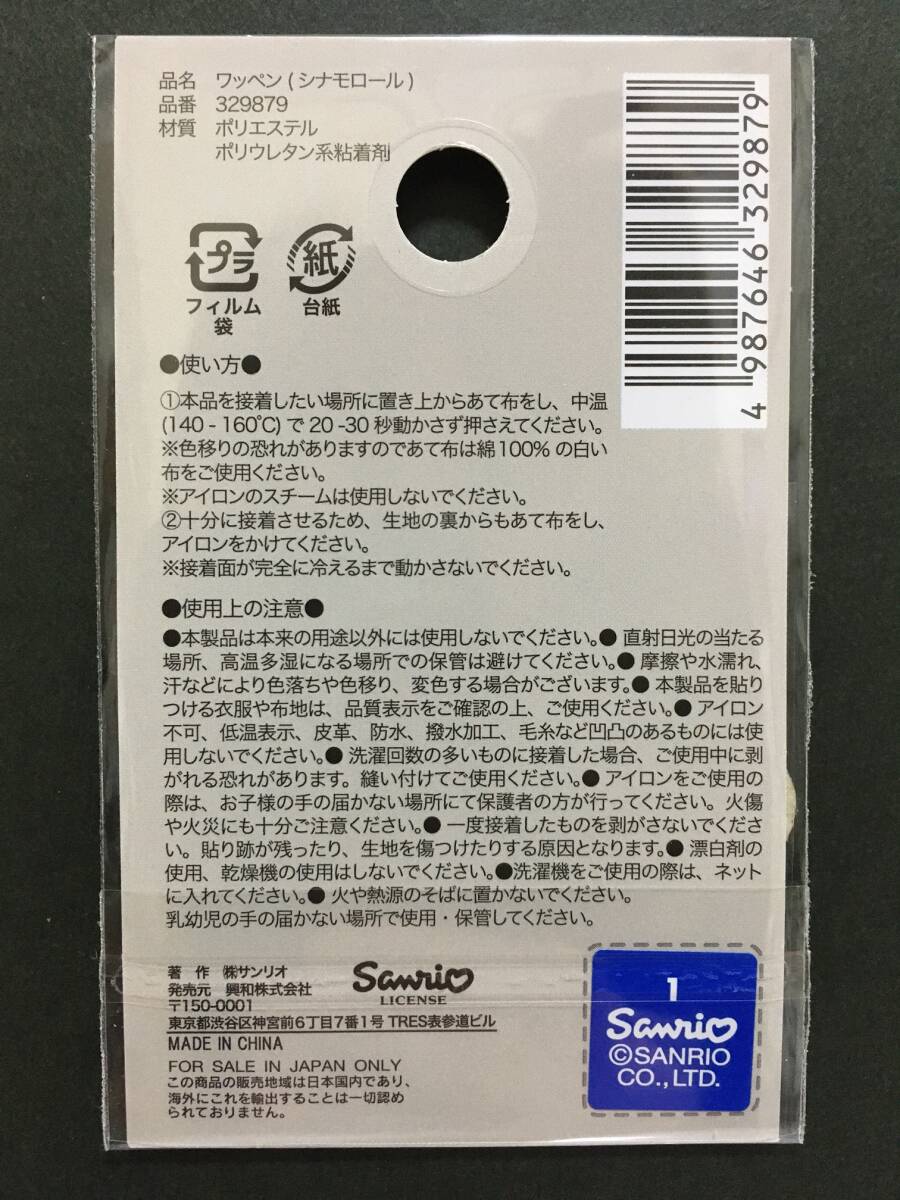 品名 ワッペン(シナモロール)
品番 329879
材質 ポリエステル
ポリウレタン系粘着剤
4 987646 329879
プラ
フィルム
袋
紙
台紙
●使い方●
①本品を接着したい場所に置き上からあて布をし、中温
(140 - 160℃)で 20 -30 秒動かさず押さえてください。
※色移りの恐れがありますのであて布は綿100% の白い
布をご使用ください。
※アイロンのスチームは使用しないでください。
②十分に接着させるため、生地の裏からもあて布をし、
アイロンをかけてください。
※接着面が完全に冷えるまで動かさないでください。
●使用上の注意●
●本製品は本来の用途以外には使用しないでください。● 直射日光の当たる
場所、高温多湿になる場所での保管は避けてください。● 摩擦や水濡れ、
汗などにより色落ちや色移り、変色する場合がございます。● 本製品を貼り
つける衣服や布地は、品質表示をご確認の上、ご使用ください。● アイロン
不可、低温表示、皮革、防水、撥水加工、毛糸など凹凸のあるものには使
用しないでください。● 洗濯回数の多いものに接着した場合、ご使用中に剥
がれる恐れがあります。縫い付けてご使用ください。● アイロンをご使用の
際は、お子様の手の届かない場所にて保護者の方が行ってください。火傷
や火災にも十分ご注意ください。● 一度接着したものを剥がさないでくださ
い。貼り跡が残ったり、生地を傷つけたりする原因となります。● 漂白剤の
使用、乾燥機の使用はしないでください。●洗濯機をご使用の際は、ネット
に入れてください。● 火や熱源のそばに置かないでください。
乳幼児の手の届かない場所で使用・保管してください。
著 作 ㈱サンリオ
発売元 興和株式会社
〒150-0001
東京都渋谷区神宮前6丁目7番1号 TRES表参道ビル
MADE IN CHINA
Sanrio
LICENSE
FOR SALE IN JAPAN ONLY
この商品の販売地域は日本国内であり、
海外にこれを輸出することは一切認め
られておりません。
1
Sanrio
©SANRIO
CO.,LTD.